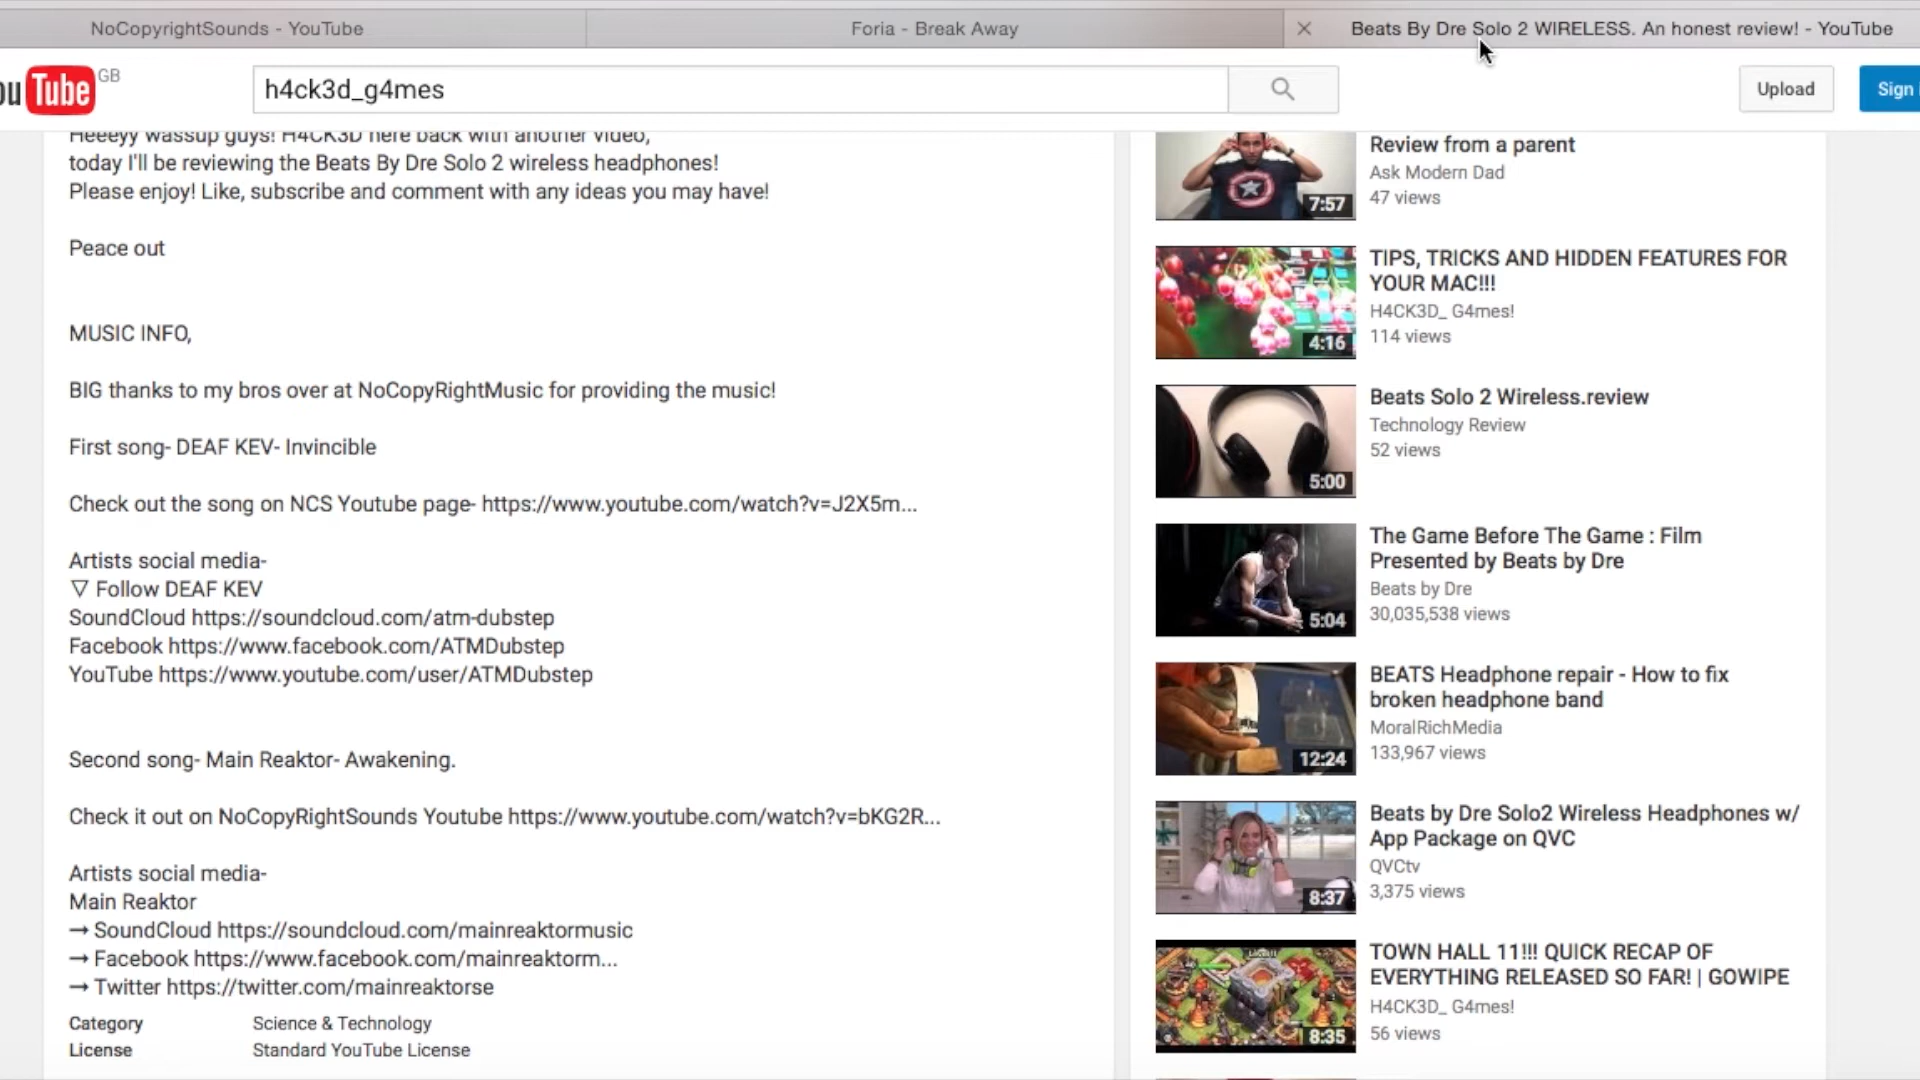 NoCopyrightSounds - YouTube
Foria - Break Away
Beats By Dre Solo 2 WIRELESS. An honest review! - YouTube
ou Tube GB
h4ck3d_g4mes
Upload
Sign
Heeeyy wassup guys! H4CK3D here back with another video,
today I'll be reviewing the Beats By Dre Solo 2 wireless headphones!
Please enjoy! Like, subscribe and comment with any ideas you may have!
Peace out
MUSIC INFO,
BIG thanks to my bros over at NoCopyRightMusic for providing the music!
First song- DEAF KEV- Invincible
Check out the song on NCS Youtube page- https://www.youtube.com/watch?v=J2X5m...
Artists social media-
▽ Follow DEAF KEV
SoundCloud https://soundcloud.com/atm-dubstep
Facebook https://www.facebook.com/ATMDubstep
YouTube https://www.youtube.com/user/ATMDubstep
Second song- Main Reaktor- Awakening.
Check it out on NoCopyRightSounds Youtube https://www.youtube.com/watch?v=bKG2R...
Artists social media-
Main Reaktor
→ SoundCloud https://soundcloud.com/mainreaktormusic
→ Facebook https://www.facebook.com/mainreaktorm...
→ Twitter https://twitter.com/mainreaktorse
Category Science & Technology
License Standard YouTube License
Review from a parent
Ask Modern Dad
47 views
7:57
TIPS, TRICKS AND HIDDEN FEATURES FOR
YOUR MAC!!!
H4CK3D_ G4mes!
114 views
4:16
Beats Solo 2 Wireless.review
Technology Review
52 views
5:00
The Game Before The Game : Film
Presented by Beats by Dre
Beats by Dre
30,035,538 views
5:04
BEATS Headphone repair - How to fix
broken headphone band
MoralRichMedia
133,967 views
12:24
Beats by Dre Solo2 Wireless Headphones w/
App Package on QVC
QVCtv
3,375 views
8:37
TOWN HALL 11!!! QUICK RECAP OF
EVERYTHING RELEASED SO FAR! | GOWIPE
H4CK3D_ G4mes!
56 views
8:35